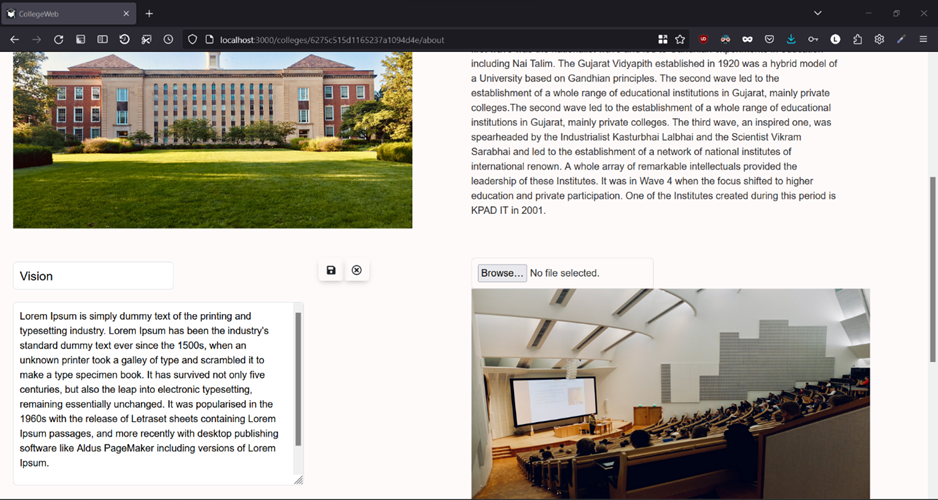 CollegeWeb
localhost:3000/colleges/6275c515d1165237a1094d4e/about
including Nai Talim. The Gujarat Vidyapith established in 1920 was a hybrid model of
a University based on Gandhian principles. The second wave led to the
establishment of a whole range of educational institutions in Gujarat, mainly private
colleges.The second wave led to the establishment of a whole range of educational
institutions in Gujarat, mainly private colleges. The third wave, an inspired one, was
spearheaded by the Industrialist Kasturbhai Lalbhai and the Scientist Vikram
Sarabhai and led to the establishment of a network of national institutes of
international renown. A whole array of remarkable intellectuals provided the
leadership of these Institutes. It was in Wave 4 when the focus shifted to higher
education and private participation. One of the Institutes created during this period is
KPAD IT in 2001.
Vision
Lorem Ipsum is simply dummy text of the printing and
typesetting industry. Lorem Ipsum has been the industry's
standard dummy text ever since the 1500s, when an
unknown printer took a galley of type and scrambled it to
make a type specimen book. It has survived not only five
centuries, but also the leap into electronic typesetting,
remaining essentially unchanged. It was popularised in the
1960s with the release of Letraset sheets containing Lorem
Ipsum passages, and more recently with desktop publishing
software like Aldus PageMaker including versions of Lorem
Ipsum.
Browse... No file selected.